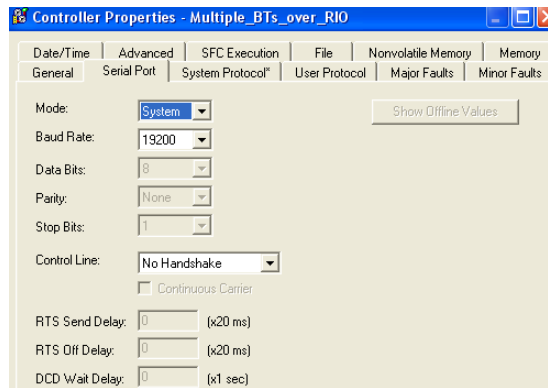 Controller Properties - Multiple_BTs_over_RIO
Date/Time Advanced SFC Execution File Nonvolatile Memory Memory
General Serial Port System Protocol* User Protocol Major Faults Minor Faults
Mode: System Show Offline Values
Baud Rate: 19200
Data Bits: 8
Parity: None
Stop Bits: 1
Control Line: No Handshake
Continuous Carrier
RTS Send Delay: 0 (x20 ms)
RTS Off Delay: 0 (x20 ms)
DCD Wait Delay: 0 (x1 sec)